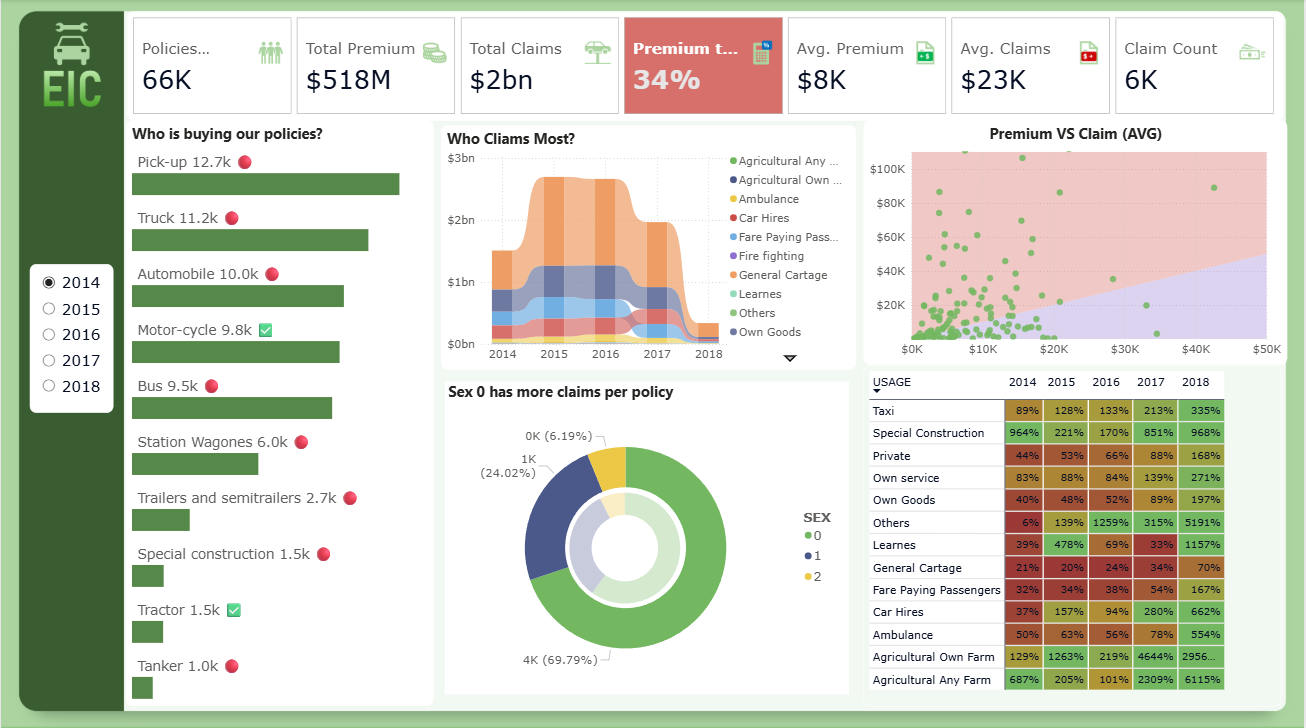 EIC
Policies...
66K
Total Premium
$518M
Total Claims
$2bn
Premium t...
34%
Avg. Premium
$8K
Avg. Claims
$23K
Claim Count
6K
2014
2015
2016
2017
2018
Who is buying our policies?
Pick-up 12.7k
Truck 11.2k
Automobile 10.0k
Motor-cycle 9.8k
Bus 9.5k
Station Wagones 6.0k
Trailers and semitrailers 2.7k
Special construction 1.5k
Tractor 1.5k
Tanker 1.0k
Who Cliams Most?
$3bn
$2bn
$1bn
$0bn
2014 2015 2016 2017 2018
Agricultural Any ...
Agricultural Own ...
Ambulance
Car Hires
Fare Paying Pass...
Fire fighting
General Cartage
Learnes
Others
Own Goods
Premium VS Claim (AVG)
$100K
$80K
$60K
$40K
$20K
$0K $10K $20K $30K $40K $50K
Sex 0 has more claims per policy
0K (6.19%)
1K
(24.02%)
4K (69.79%)
SEX
0
1
2
USAGE 2014 2015 2016 2017 2018
Taxi 89% 128% 133% 213% 335%
Special Construction 964% 221% 170% 851% 968%
Private 44% 53% 66% 88% 168%
Own service 83% 88% 84% 139% 271%
Own Goods 40% 48% 52% 89% 197%
Others 6% 139% 1259% 315% 5191%
Learnes 39% 478% 69% 33% 1157%
General Cartage 21% 20% 24% 34% 70%
Fare Paying Passengers 32% 34% 38% 54% 167%
Car Hires 37% 157% 94% 280% 662%
Ambulance 50% 63% 56% 78% 554%
Agricultural Own Farm 129% 1263% 219% 4644% 2956...
Agricultural Any Farm 687% 205% 101% 2309% 6115%